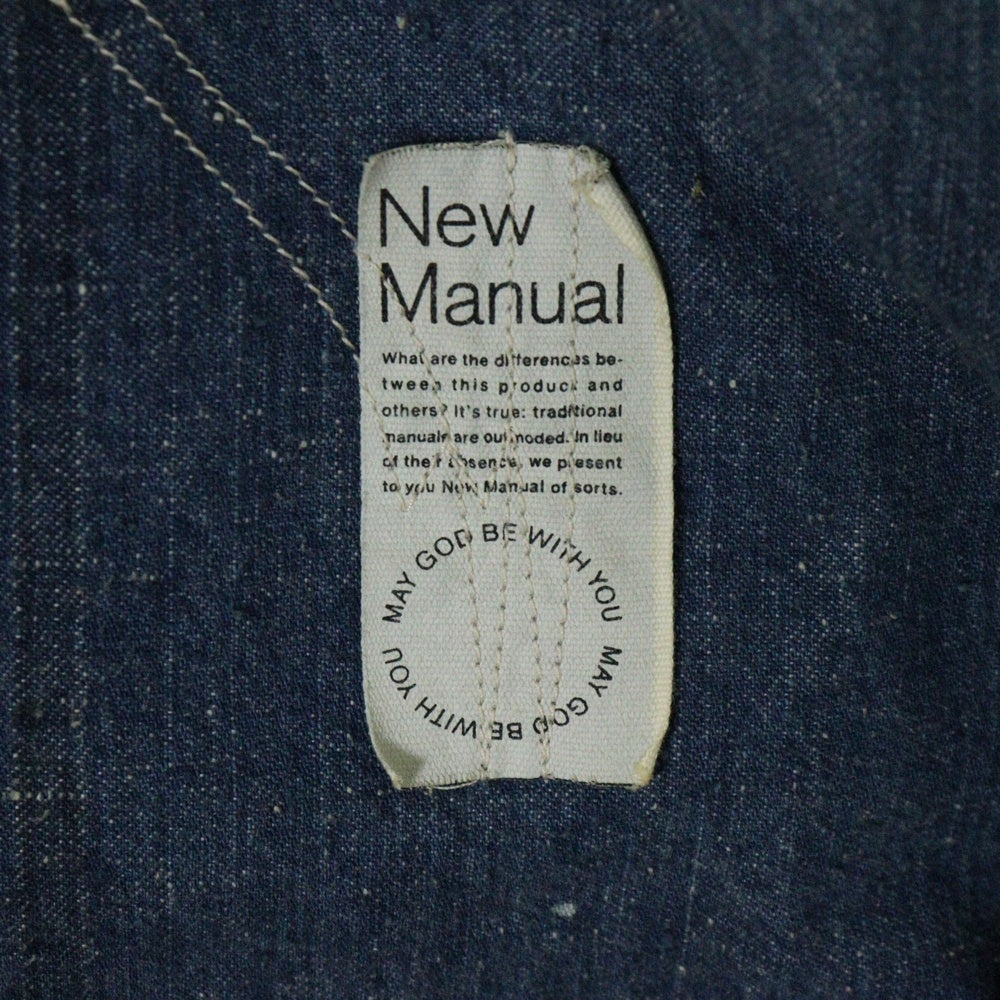 New
Manual
What are the differences be-
tween this product and
others? It's true: traditional
manuals are outmoded. In lieu
of their absence, we present
to you New Manual of sorts.
MAY GOD BE WITH YOU MAY GOD BE WITH YOU